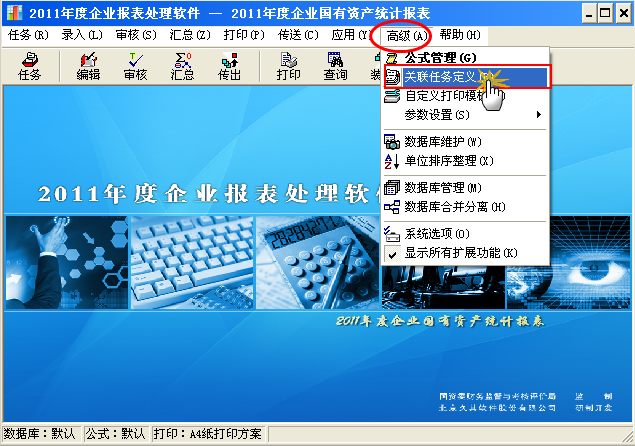 2011年度企业报表处理软件 — 2011年度企业国有资产统计报表
任务(R) 录入(L) 审核(S) 汇总(Z) 打印(P) 传送(C) 应用(Y) 高级(A) 帮助(H)
任务 编辑 审核 汇总 传出 打印 查询
公式管理(G)
关联任务定义
自定义打印模板
参数设置(S)
数据库维护(W)
单位排序整理(X)
数据库管理(M)
数据库合并分离(H)
系统选项(O)
显示所有扩展功能(K)
2011年度企业报表处理软
2011年度企业国有资产统计报表
国资委财务监督与考核评价局 监 制
北京久其软件股份有限公司 研制开发
数据库：默认 公式：默认 打印：A4纸打印方案